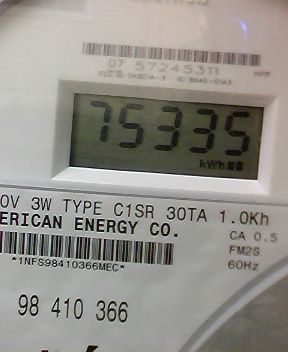 07 57245311
75335
kWh
0V 3W TYPE C1SR 30TA 1.0Kh
ERICAN ENERGY CO.
CA 0.5
FM2S
*1NFS98410366MEC*
60Hz
98 410 366